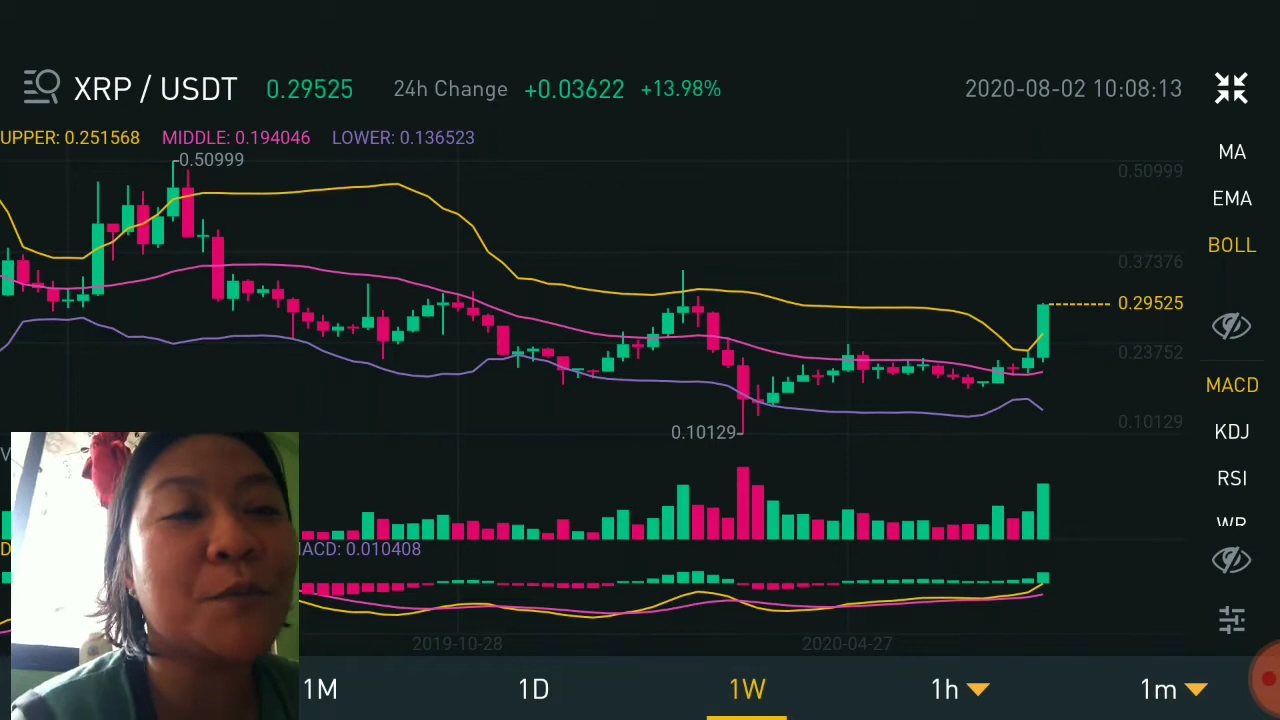 XRP / USDT 0.29525 24h Change +0.03622 +13.98% 2020-08-02 10:08:13
UPPER: 0.251568 MIDDLE: 0.194046 LOWER: 0.136523
MA
0.50999
0.50999
EMA
BOLL
0.37376
0.29525
0.23752
MACD
0.10129
0.10129
KDJ
RSI
MACD: 0.010408
2019-10-28
2020-04-27
1M 1D 1W 1h 1m